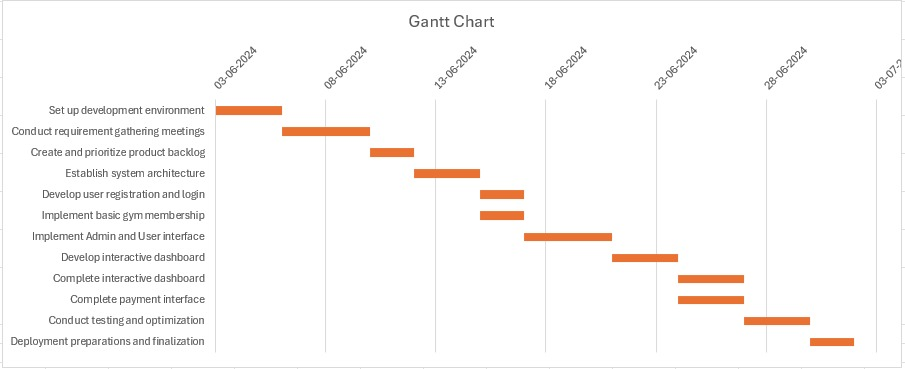 Gantt Chart
03-06-2024
08-06-2024
13-06-2024
18-06-2024
23-06-2024
28-06-2024
03-07-2
Set up development environment
Conduct requirement gathering meetings
Create and prioritize product backlog
Establish system architecture
Develop user registration and login
Implement basic gym membership
Implement Admin and User interface
Develop interactive dashboard
Complete interactive dashboard
Complete payment interface
Conduct testing and optimization
Deployment preparations and finalization